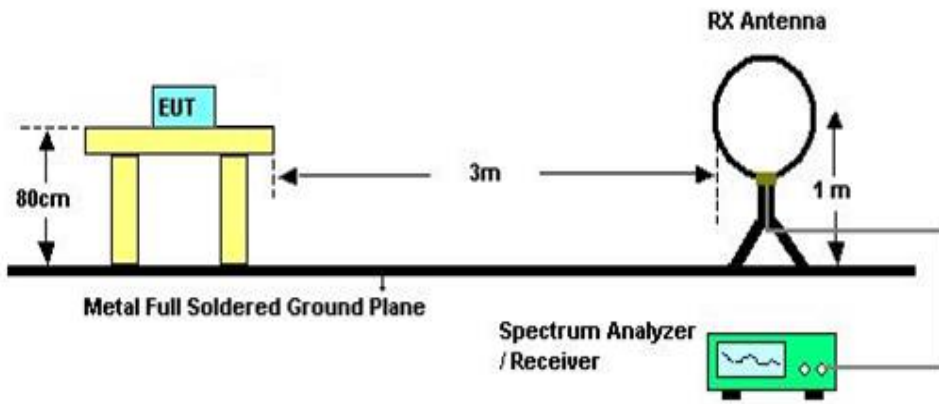 RX Antenna
EUT
3m
80cm
1 m
Metal Full Soldered Ground Plane
Spectrum Analyzer
/ Receiver